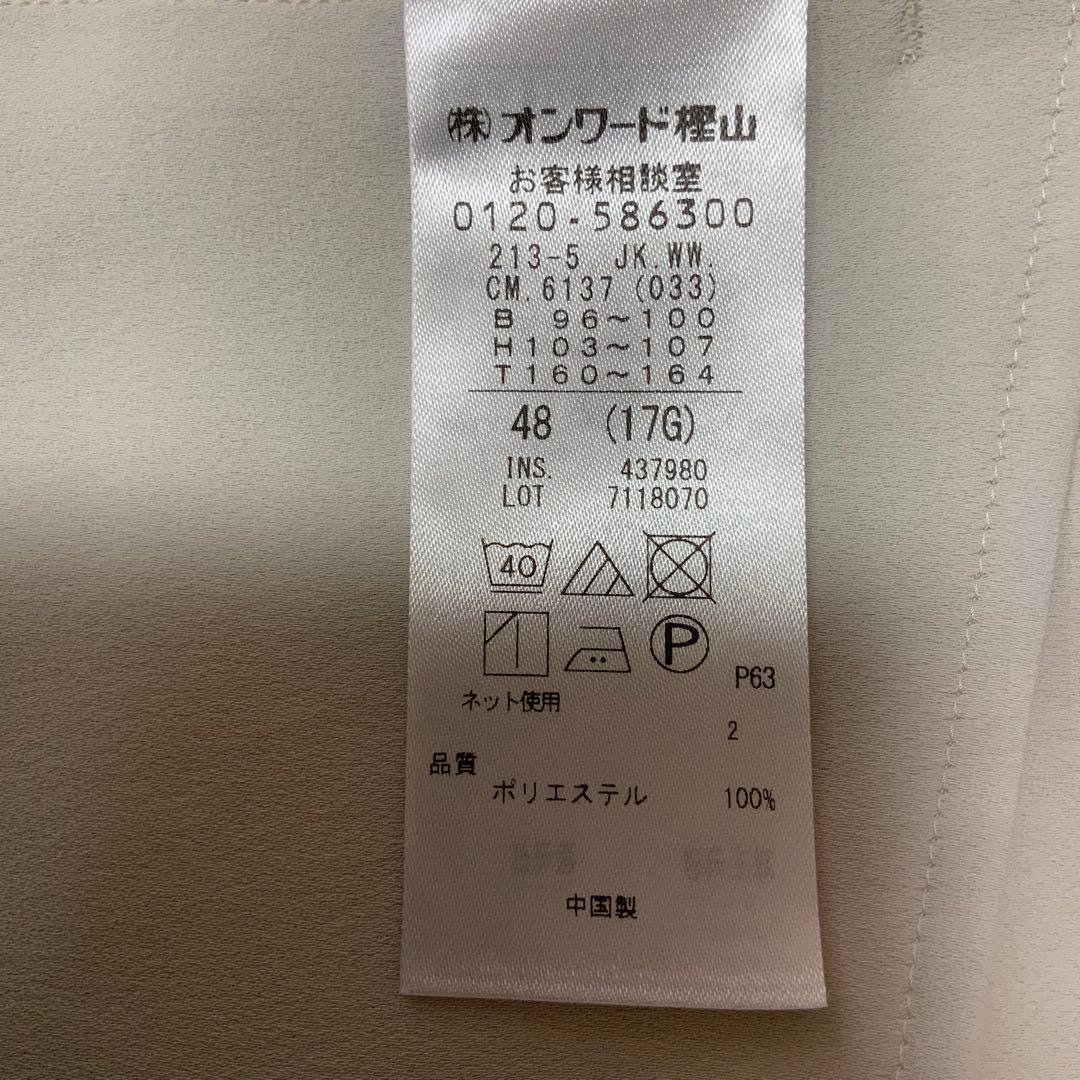 (株)オンワード樫山
お客様相談室
0120-586300
213-5 JK.WW.
CM.6137 (033)
B 96~100
H103~107
T160~164
48 (17G)
INS. 437980
LOT 7118070
40
P
P63
ネット使用
2
品質
ポリエステル 100%
中国製